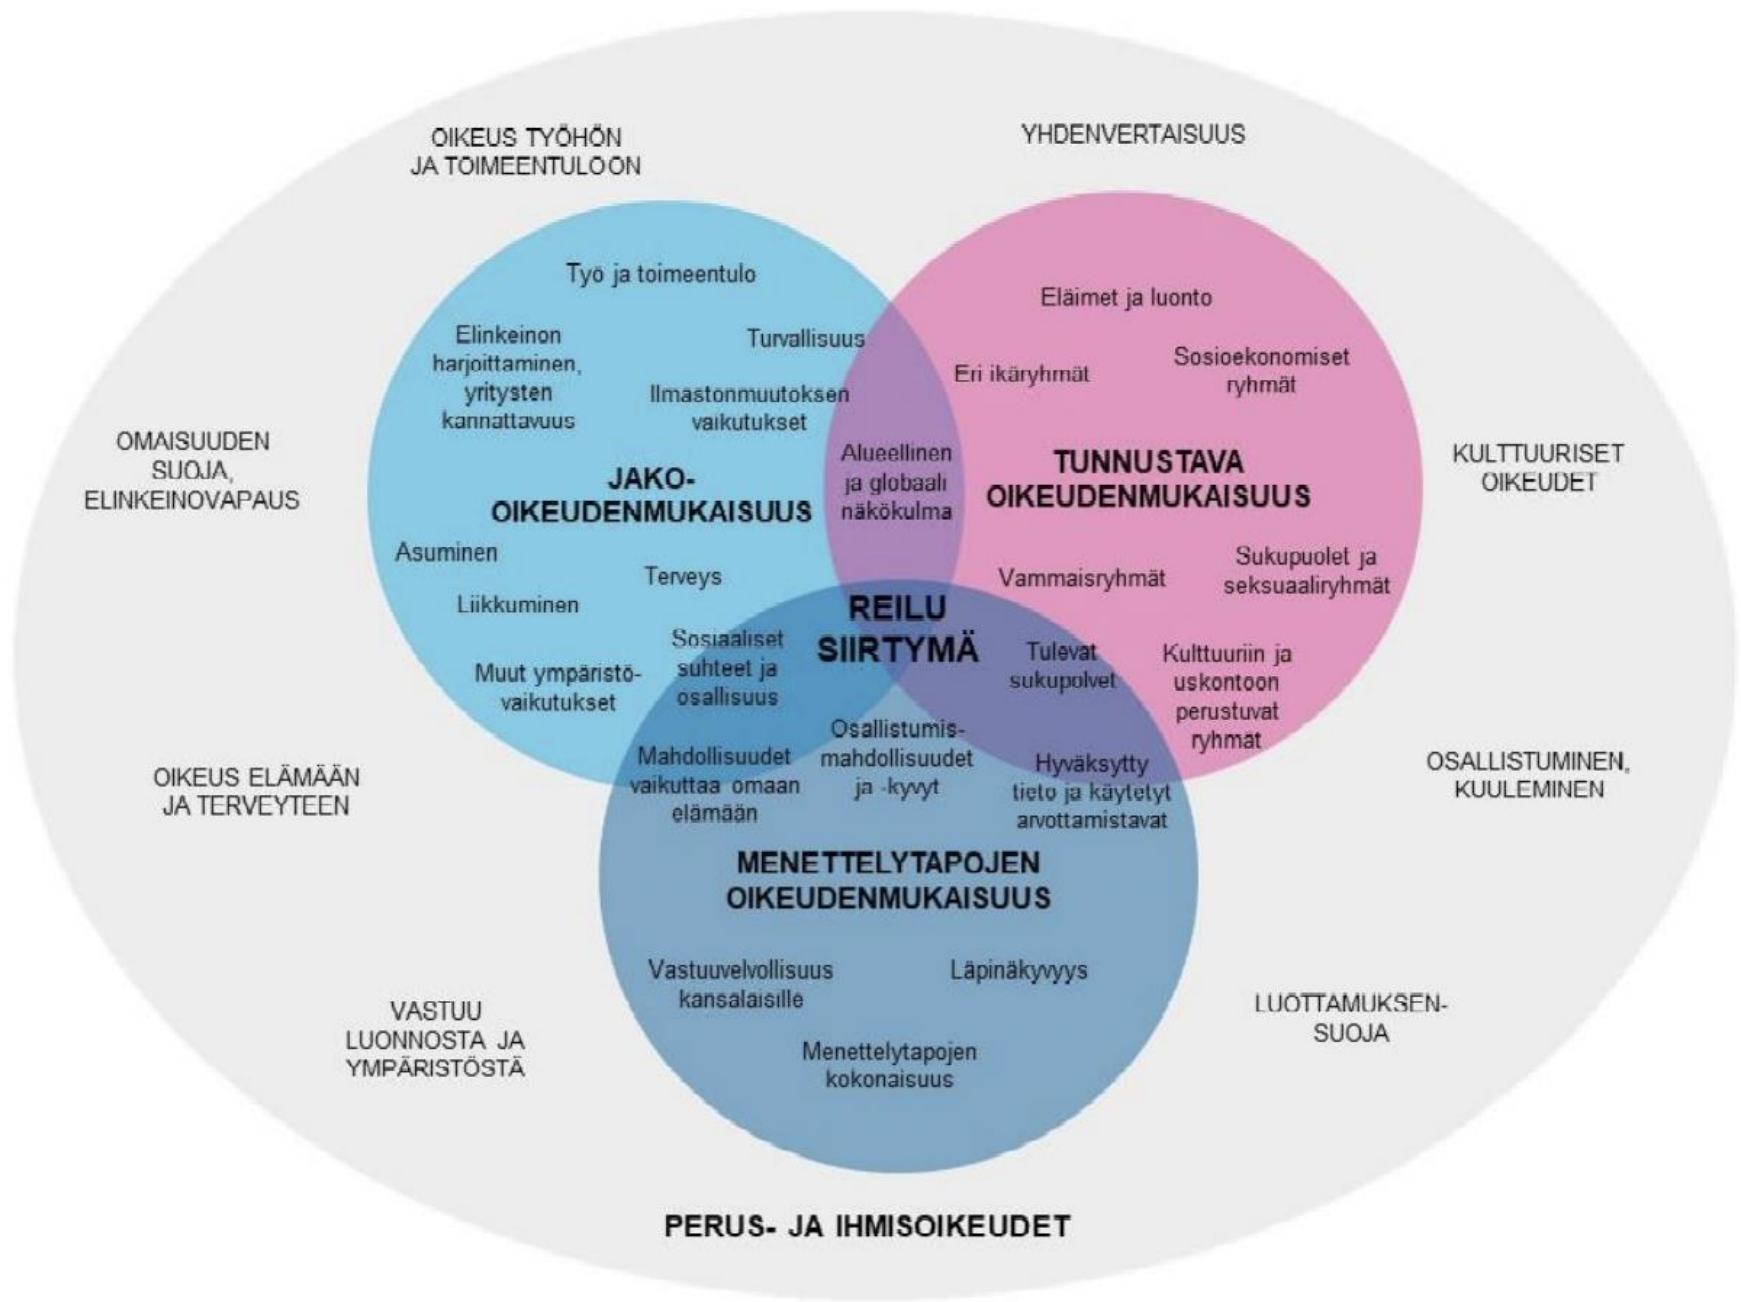 OIKEUS TYÖHÖN
JA TOIMEENTULOON
YHDENVERTAISUUS
Työ ja toimeentulo
Elinkeinon
harjoittaminen,
yritysten
kannattavuus
Turvallisuus
Ilmastonmuutoksen
vaikutukset
JAKO-
OIKEUDENMUKAISUUS
Asuminen
Terveys
Liikkuminen
Muut ympäristö-
vaikutukset
Alueellinen
ja globaali
näkökulma
Eläimet ja luonto
Eri ikäryhmät
Sosioekonomiset
ryhmät
TUNNUSTAVA
OIKEUDENMUKAISUUS
Vammaisryhmät
Sukupuolet ja
seksuaaliryhmät
Kulttuuriin ja
uskontoon
perustuvat
ryhmät
REILU
SIIRTYMÄ
Sosiaaliset
suhteet ja
osallisuus
Tulevat
sukupolvet
Mahdollisuudet
vaikuttaa omaan
elämään
Osallistumis-
mahdollisuudet
ja -kyvyt
Hyväksytty
tieto ja käytetyt
arvottamistavat
MENETTELYTAPOJEN
OIKEUDENMUKAISUUS
Vastuuvelvollisuus
kansalaisille
Läpinäkyvyys
Menettelytapojen
kokonaisuus
OMAISUUDEN
SUOJA,
ELINKEINOVAPAUS
KULTTUURISET
OIKEUDET
OIKEUS ELÄMÄÄN
JA TERVEYTEEN
OSALLISTUMINEN,
KUULEMINEN
VASTUU
LUONNOSTA JA
YMPÄRISTÖSTÄ
LUOTTAMUKSEN-
SUOJA
PERUS- JA IHMISOIKEUDET